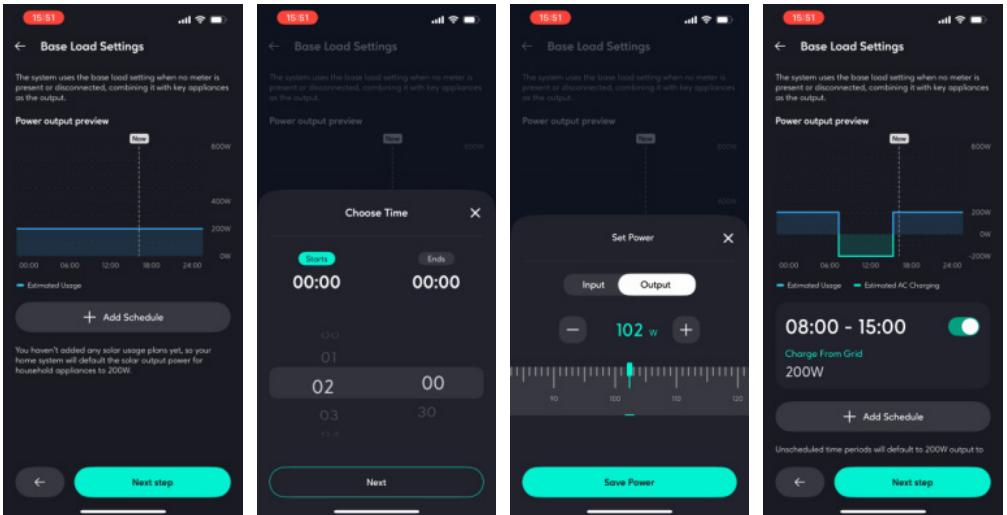 15:51
← Base Load Settings
The system uses the base load setting when no meter is
present or disconnected, combining it with key appliances
as the output.
Power output preview
Now
600W
400W
200W
0W
00:00 06:00 12:00 18:00 24:00
Estimated Usage
+ Add Schedule
You haven't added any solar usage plans yet, so your
home system will default the solar output power for
household appliances to 200W.
←
Next step
15:51
← Base Load Settings
The system uses the base load setting when no meter is
present or disconnected, combining it with key appliances
as the output.
Power output preview
Now
600W
Choose Time ×
Starts Ends
00:00 00:00
00
01
02 00
03 30
04
Next
15:51
← Base Load Settings
The system uses the base load setting when no meter is
present or disconnected, combining it with key appliances
as the output.
Power output preview
Now
600W
Set Power ×
Input Output
− 102 W +
90 100 110 120
Save Power
15:51
← Base Load Settings
The system uses the base load setting when no meter is
present or disconnected, combining it with key appliances
as the output.
Power output preview
Now
600W
200W
0W
-200W
00:00 06:00 12:00 18:00 24:00
Estimated Usage Estimated AC Charging
08:00 - 15:00
Charge From Grid
200W
+ Add Schedule
Unscheduled time periods will default to 200W output to
←
Next step